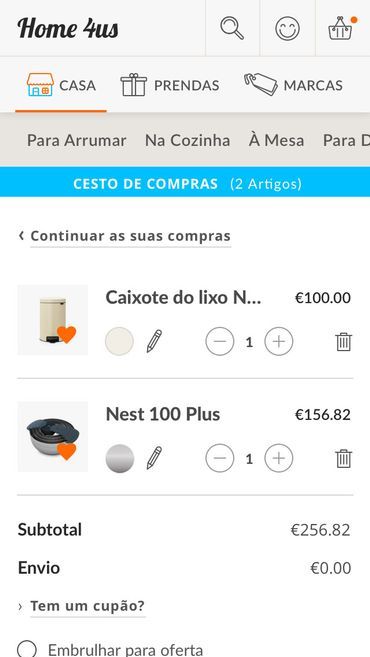 Home 4us
CASA PRENDAS MARCAS
Para Arrumar Na Cozinha À Mesa Para D
CESTO DE COMPRAS (2 Artigos)
‹ Continuar as suas compras
Caixote do lixo N... €100.00
1
Nest 100 Plus €156.82
1
Subtotal €256.82
Envio €0.00
› Tem um cupão?
Embrulhar para oferta